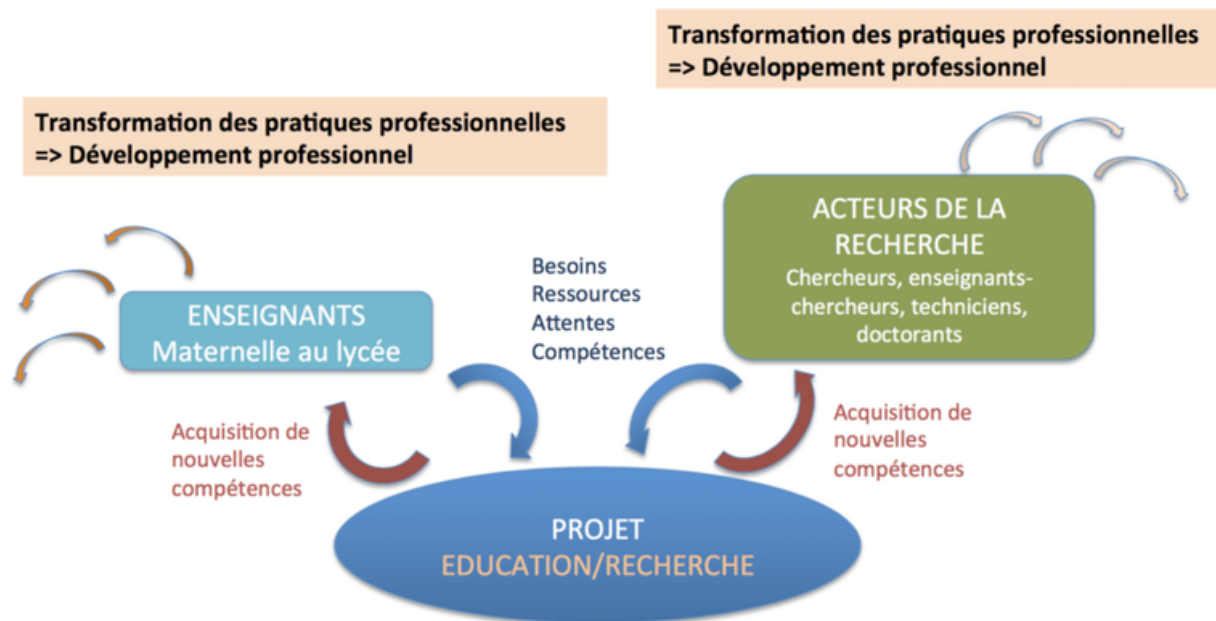 Transformation des pratiques professionnelles
=> Développement professionnel
Transformation des pratiques professionnelles
=> Développement professionnel
ENSEIGNANTS
Maternelle au lycée
Besoins
Ressources
Attentes
Compétences
ACTEURS DE LA
RECHERCHE
Chercheurs, enseignants-
chercheurs, techniciens,
doctorants
Acquisition de
nouvelles
compétences
Acquisition de
nouvelles
compétences
PROJET
EDUCATION/RECHERCHE